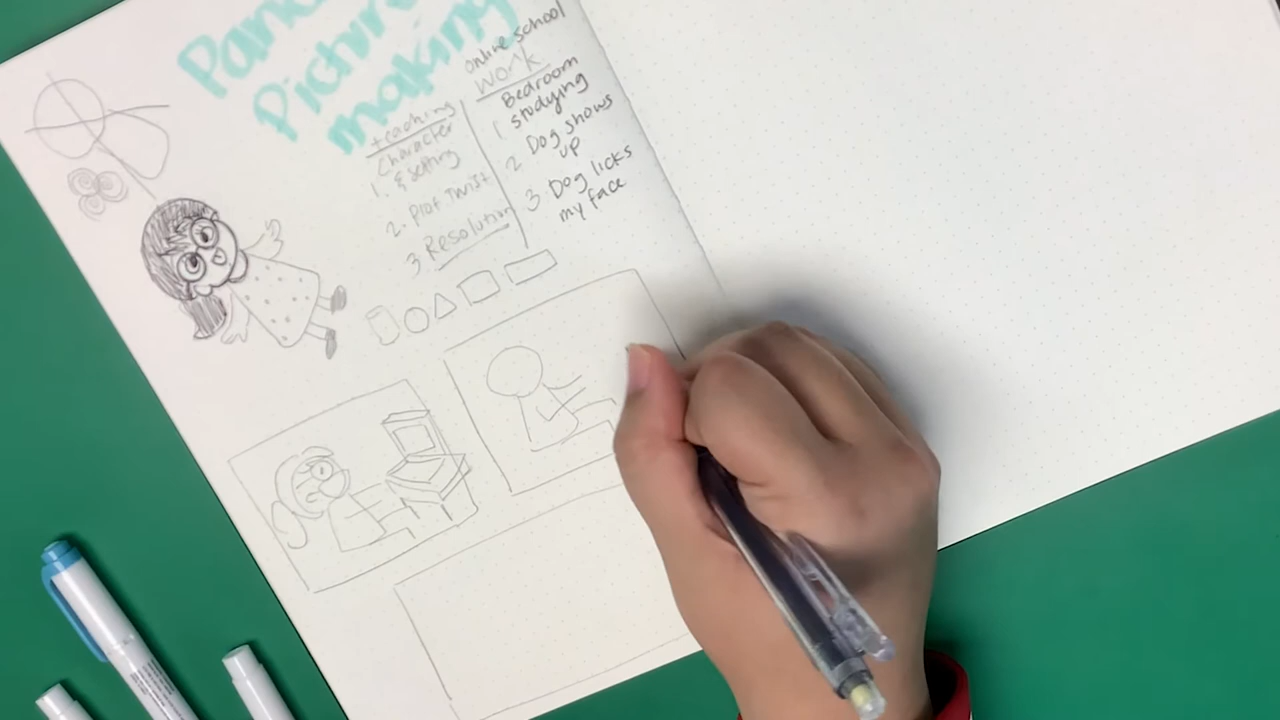 Pictur
making
teaching
Character
1. & setting
2. Plot Twist
3 Resolution
online school
work
Bedroom
1 studying
2 Dog shows
up
3 Dog licks
my face